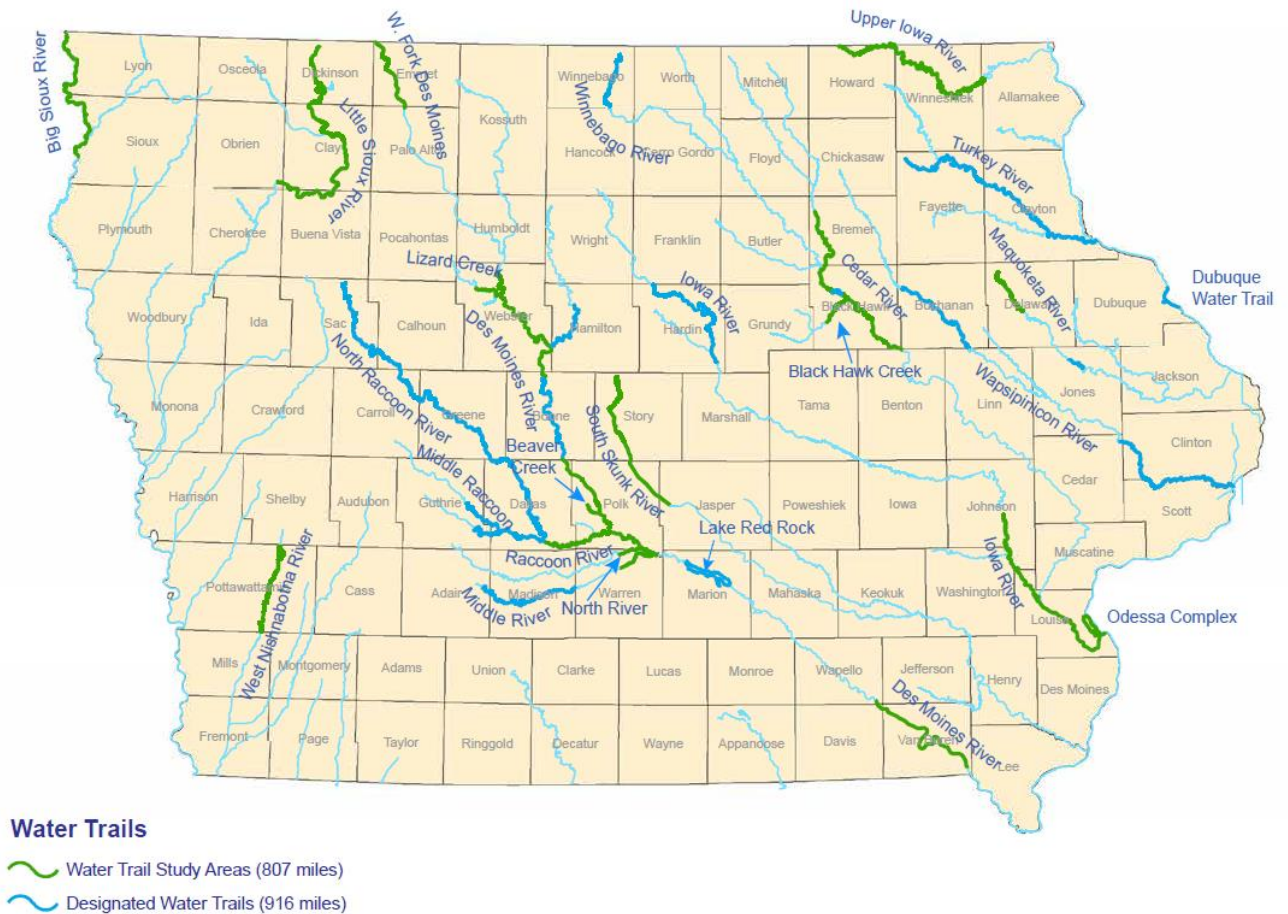 Upper Iowa River
W. Fork Des Moines
Big Sioux River
Lyon
Osceola
Dickinson
Emmet
Winnebago
Worth
Mitchell
Howard
Winneshiek
Allamakee
Kossuth
Little Sioux River
Winnebago River
Sioux
Obrien
Clay
Palo Alto
Hancock
Cerro Gordo
Floyd
Chickasaw
Turkey River
Fayette
Clayton
Plymouth
Cherokee
Buena Vista
Pocahontas
Humboldt
Wright
Franklin
Butler
Bremer
Maquoketa River
Lizard Creek
Iowa River
Cedar River
Dubuque
Water Trail
Woodbury
Ida
Sac
Calhoun
Webster
Hamilton
Hardin
Grundy
Black Hawk
Buchanan
Delaware
Dubuque
Des Moines River
North Raccoon River
Black Hawk Creek
Wapsipinicon River
Jones
Jackson
Monona
Crawford
Carroll
Greene
Boone
Story
Marshall
Tama
Benton
Linn
Clinton
South Skunk River
Beaver
Creek
Middle Raccoon
Cedar
Harrison
Shelby
Audubon
Guthrie
Dallas
Polk
Jasper
Poweshiek
Iowa
Johnson
Scott
Lake Red Rock
Raccoon River
Iowa River
Muscatine
West Nishnabotna River
Pottawattamie
Cass
Adair
Madison
Warren
Marion
Mahaska
Keokuk
Washington
Louisa
Middle River
North River
Odessa Complex
Mills
Montgomery
Adams
Union
Clarke
Lucas
Monroe
Wapello
Jefferson
Henry
Des Moines
Des Moines River
Fremont
Page
Taylor
Ringgold
Decatur
Wayne
Appanoose
Davis
Van Buren
Lee
Water Trails
Water Trail Study Areas (807 miles)
Designated Water Trails (916 miles)